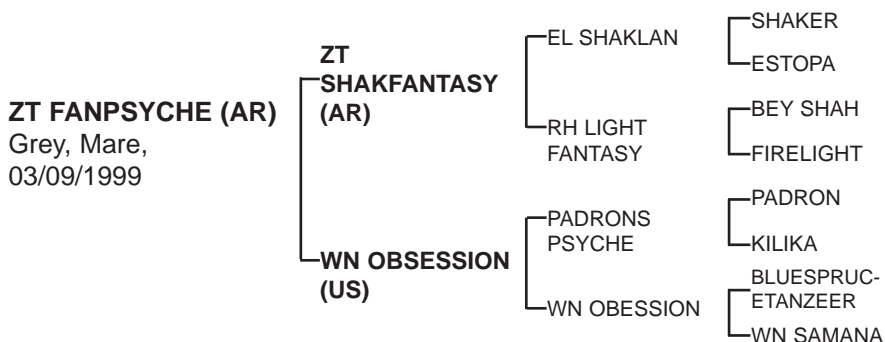 ZT FANPSYCHE (AR)
Grey, Mare,
03/09/1999
ZT
SHAKFANTASY
(AR)
WN OBSESSION
(US)
EL SHAKLAN
RH LIGHT
FANTASY
PADRONS
PSYCHE
WN OBESSION
SHAKER
ESTOPA
BEY SHAH
FIRELIGHT
PADRON
KILIKA
BLUESPRUC-
ETANZEER
WN SAMANA